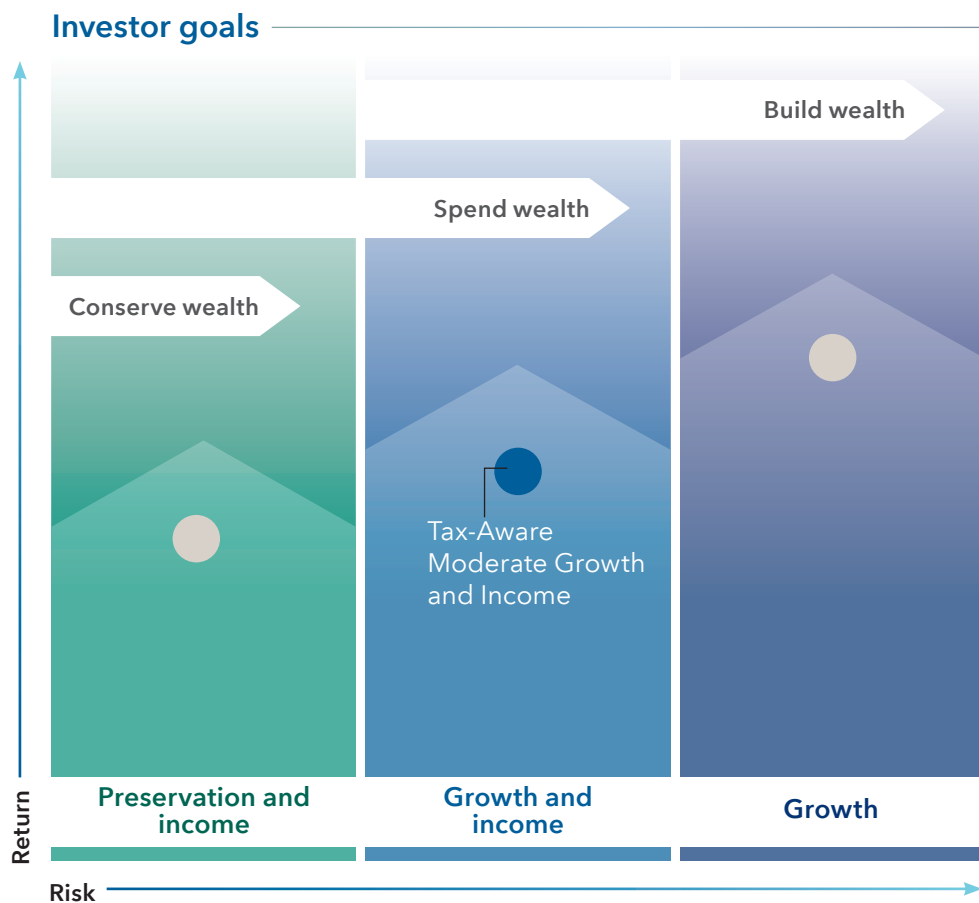 Investor goals
Build wealth
Spend wealth
Conserve wealth
Tax-Aware
Moderate Growth
and Income
Return
Preservation and
income
Growth and
income
Growth
Risk